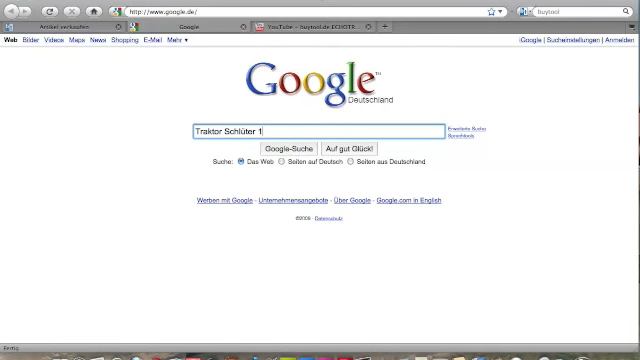 http://www.google.de/
buytool
Artikel verkaufen
Google
YouTube - buytool.de ECHOTR...
Web Bilder Videos Maps News Shopping E-Mail Mehr ▾
iGoogle | Sucheinstellungen | Anmelden
Google™
Deutschland
Traktor Schlüter 1
Erweiterte Suche
Sprachtools
Google-Suche
Auf gut Glück!
Suche: Das Web Seiten auf Deutsch Seiten aus Deutschland
Werben mit Google - Unternehmensangebote - Über Google - Google.com in English
©2009 - Datenschutz
Fertig